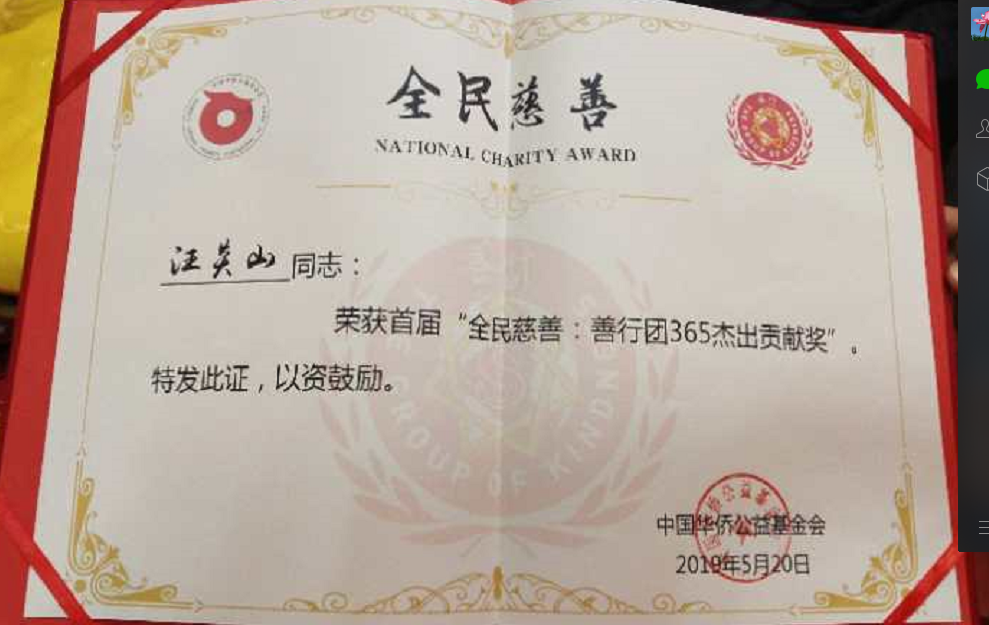 全民慈善
NATIONAL CHARITY AWARD
汪英山同志：
荣获首届“全民慈善：善行团365杰出贡献奖”。
特发此证，以资鼓励。
GROUP OF KINDNESS
中国华侨公益基金会
2019年5月20日